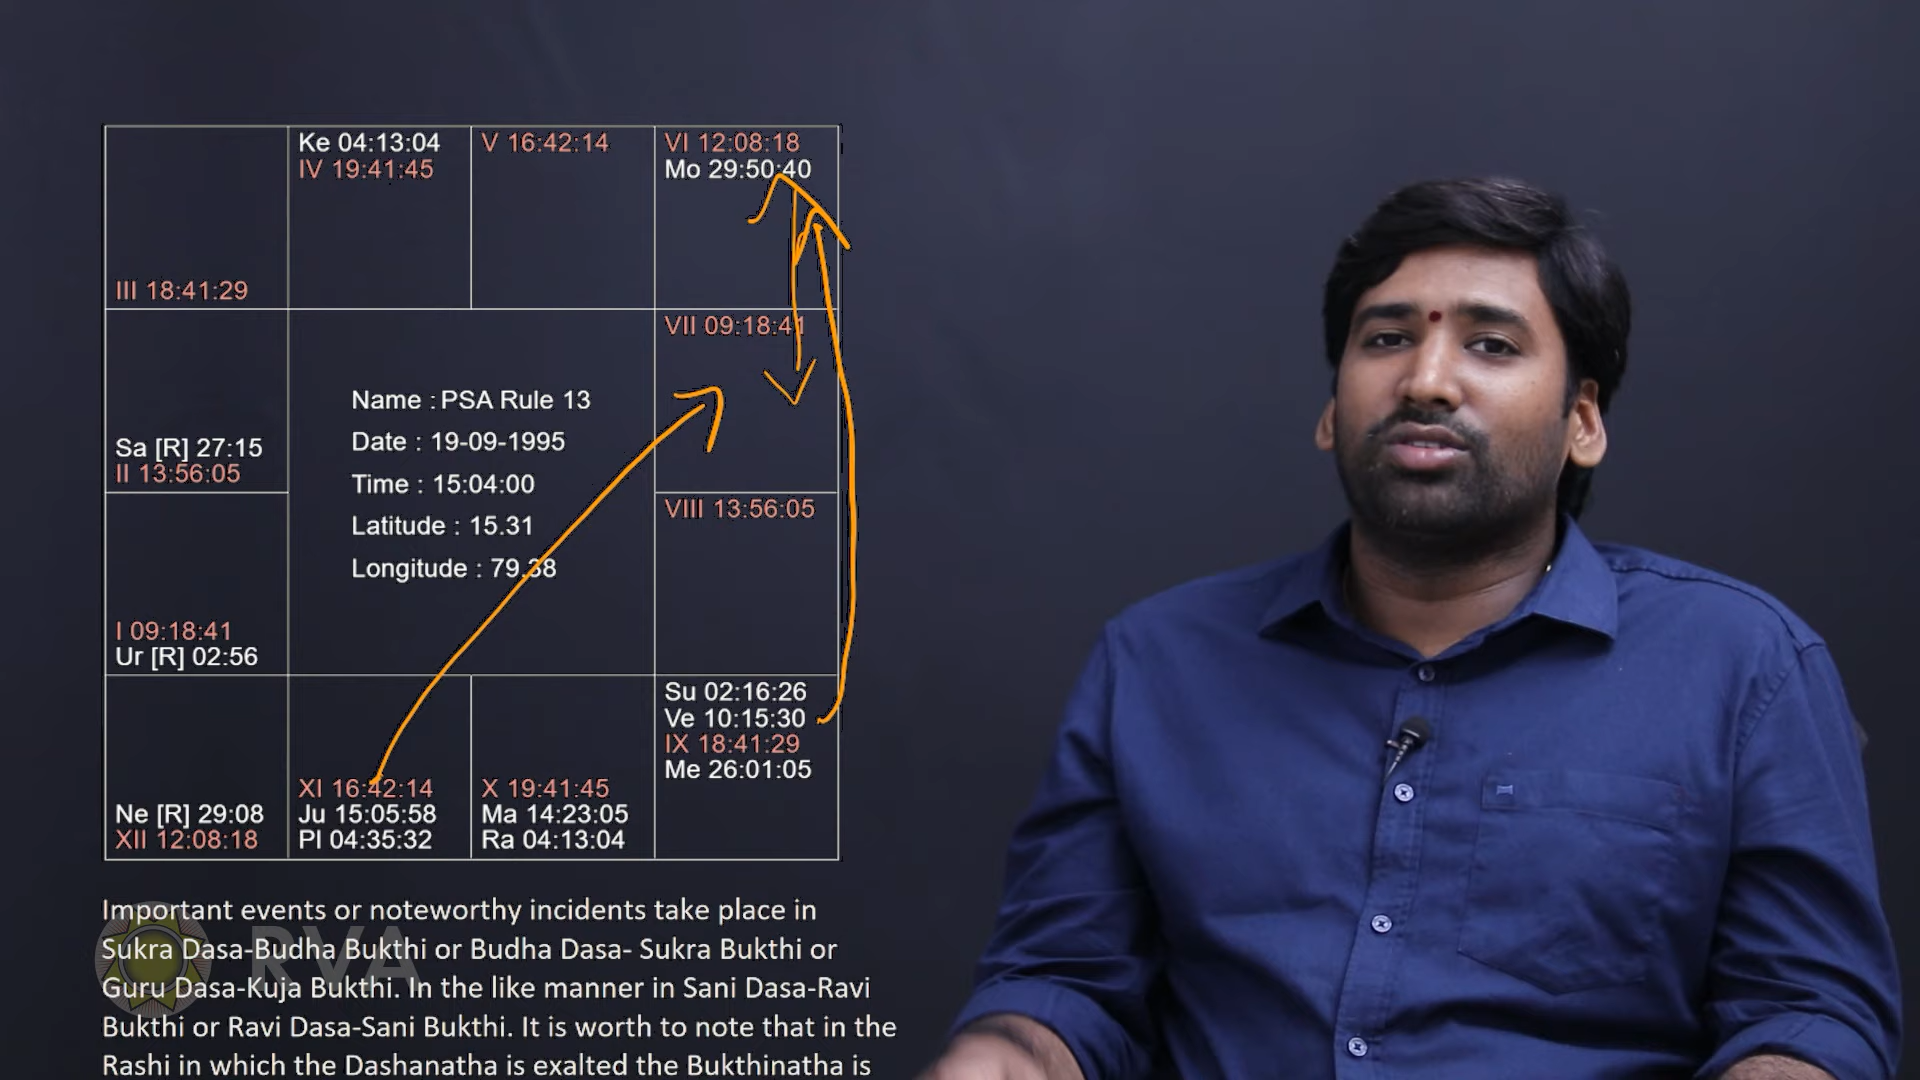 Ke 04:13:04
IV 19:41:45
V 16:42:14
VI 12:08:18
Mo 29:50:40
III 18:41:29
VII 09:18:41
Sa [R] 27:15
II 13:56:05
Name : PSA Rule 13
Date : 19-09-1995
Time : 15:04:00
Latitude : 15.31
Longitude : 79.38
VIII 13:56:05
I 09:18:41
Ur [R] 02:56
Su 02:16:26
Ve 10:15:30
IX 18:41:29
Me 26:01:05
Ne [R] 29:08
XII 12:08:18
XI 16:42:14
Ju 15:05:58
Pl 04:35:32
X 19:41:45
Ma 14:23:05
Ra 04:13:04
Important events or noteworthy incidents take place in
Sukra Dasa-Budha Bukthi or Budha Dasa- Sukra Bukthi or
Guru Dasa-Kuja Bukthi. In the like manner in Sani Dasa-Ravi
Bukthi or Ravi Dasa-Sani Bukthi. It is worth to note that in the
Rashi in which the Dashanatha is exalted the Bukthinatha is
RVA